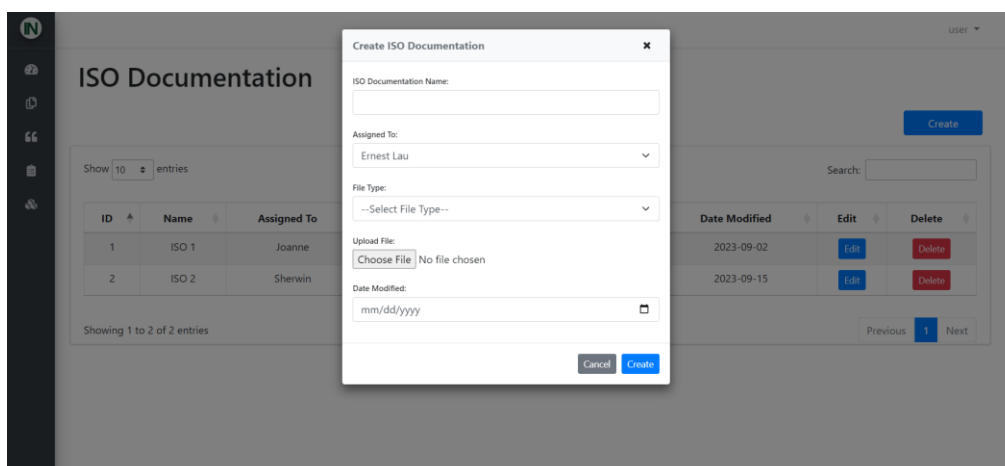 IN
user
Create ISO Documentation
ISO Documentation
ISO Documentation Name:
Create
Assigned To:
Ernest Lau
Show 10 entries
Search:
File Type:
--Select File Type--
ID Name Assigned To Date Modified Edit Delete
Upload File:
Choose File No file chosen
1 ISO 1 Joanne 2023-09-02 Edit Delete
2 ISO 2 Sherwin 2023-09-15 Edit Delete
Date Modified:
mm/dd/yyyy
Showing 1 to 2 of 2 entries
Previous 1 Next
Cancel Create